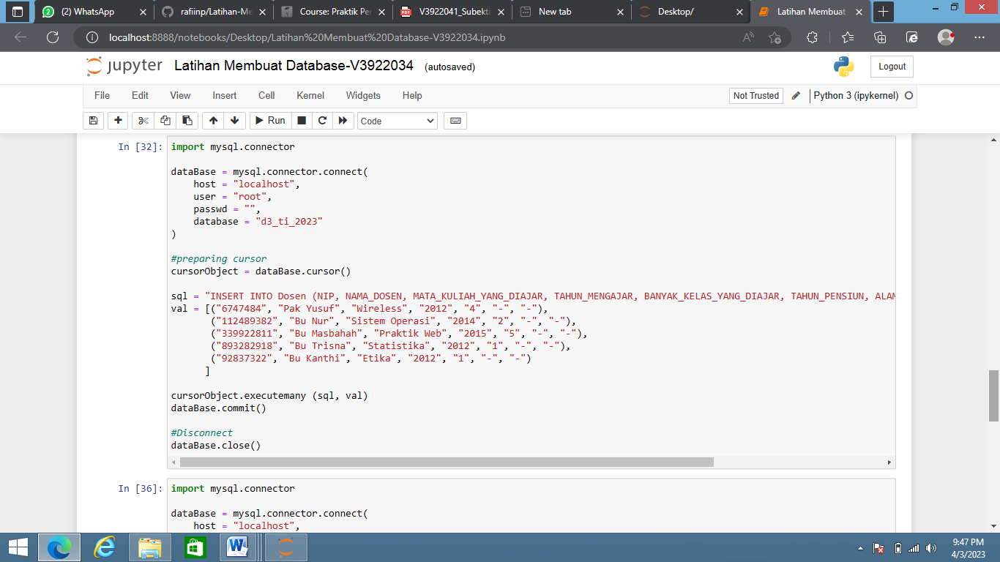 (2) WhatsApp
rafiinp/Latihan-Me
Course: Praktik Per
PDF
V3922041_Subekti
New tab
Desktop/
Latihan Membuat
localhost:8888/notebooks/Desktop/Latihan%20Membuat%20Database-V3922034.ipynb
jupyter Latihan Membuat Database-V3922034 (autosaved)
Logout
File Edit View Insert Cell Kernel Widgets Help
Not Trusted
Python 3 (ipykernel)
Run
Code
In [32]:
import mysql.connector
dataBase = mysql.connector.connect(
host = "localhost",
user = "root",
passwd = "",
database = "d3_ti_2023"
)
#preparing cursor
cursorObject = dataBase.cursor()
sql = "INSERT INTO Dosen (NIP, NAMA_DOSEN, MATA_KULIAH_YANG_DIAJAR, TAHUN_MENGAJAR, BANYAK_KELAS_YANG_DIAJAR, TAHUN_PENSIUN, ALAM
val = [("6747484", "Pak Yusuf", "Wireless", "2012", "4", "-", "-"),
("112489382", "Bu Nur", "Sistem Operasi", "2014", "2", "-", "-"),
("339922811", "Bu Masbahah", "Praktik Web", "2015", "5", "-", "-"),
("893282918", "Bu Trisna", "Statistika", "2012", "1", "-", "-"),
("92837322", "Bu Kanthi", "Etika", "2012", "1", "-", "-")
]
cursorObject.executemany (sql, val)
dataBase.commit()
#Disconnect
dataBase.close()
In [36]:
import mysql.connector
dataBase = mysql.connector.connect(
host = "localhost",
9:47 PM
4/3/2023